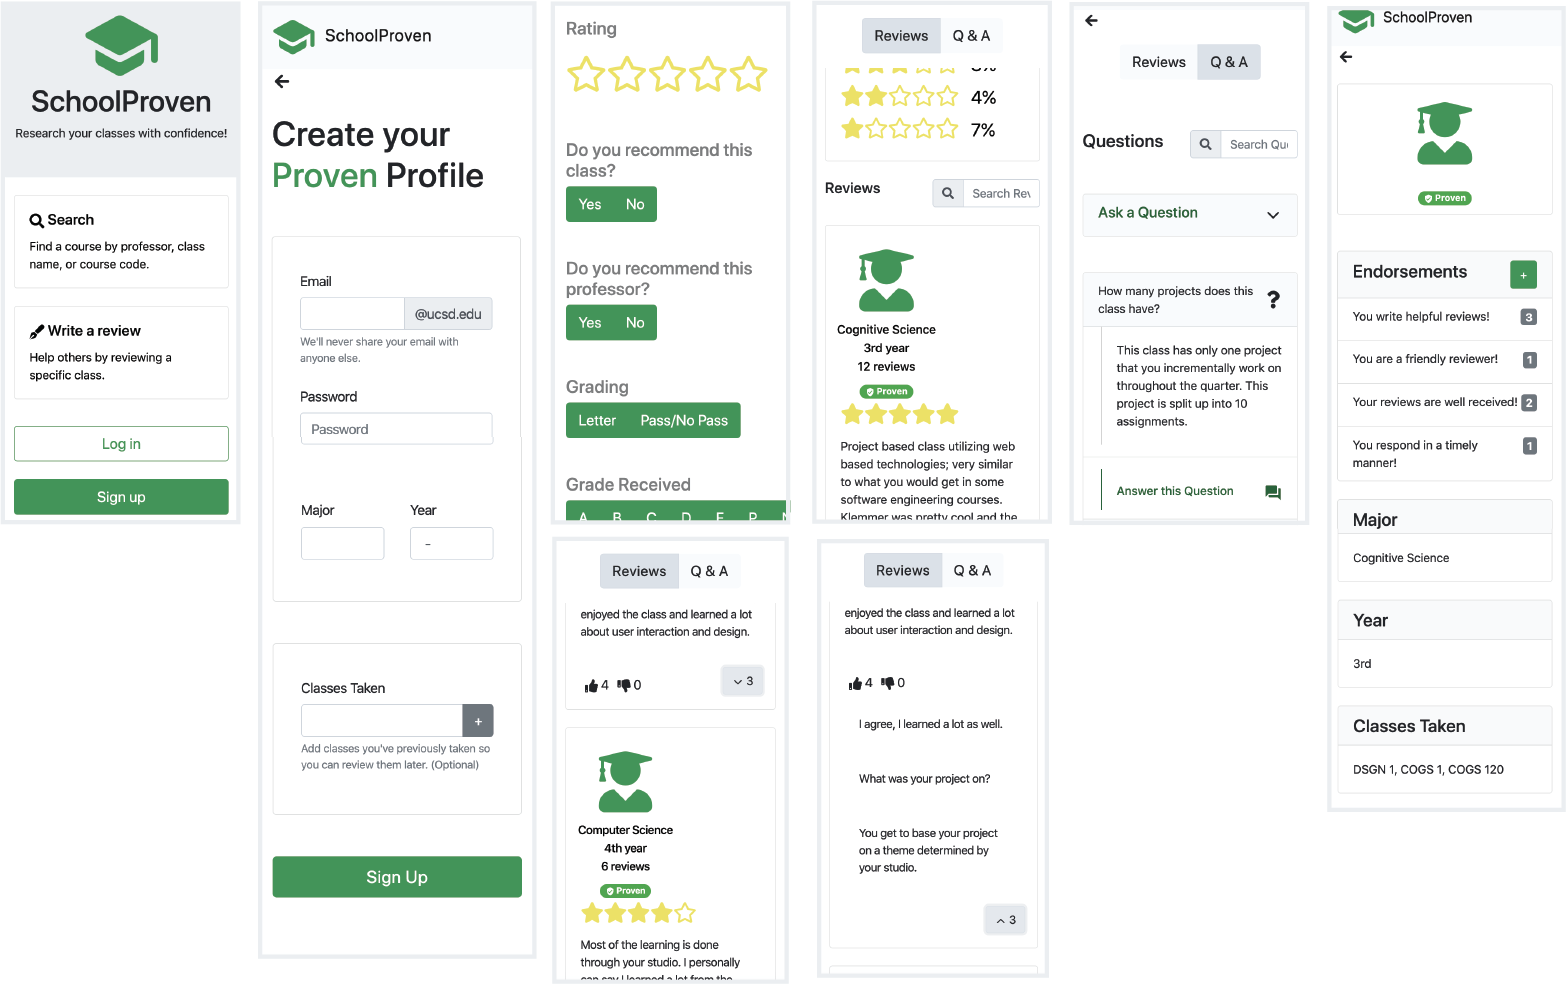 SchoolProven
Research your classes with confidence!
Search
Find a course by professor, class
name, or course code.
Write a review
Help others by reviewing a
specific class.
Log in
Sign up
SchoolProven
Create your
Proven Profile
Email
@ucsd.edu
We'll never share your email with
anyone else.
Password
Password
Major
Year
-
Classes Taken
+
Add classes you've previously taken so
you can review them later. (Optional)
Sign Up
Rating
Do you recommend this
class?
Yes No
Do you recommend this
professor?
Yes No
Grading
Letter Pass/No Pass
Grade Received
A B C D F P N
Reviews Q & A
enjoyed the class and learned a lot
about user interaction and design.
4 0
3
Computer Science
4th year
6 reviews
Proven
Most of the learning is done
through your studio. I personally
can say I learned a lot from the
Reviews Q & A
4%
7%
Reviews
Search Rev
Cognitive Science
3rd year
12 reviews
Proven
Project based class utilizing web
based technologies; very similar
to what you would get in some
software engineering courses.
Klemmer was pretty cool and the
Reviews Q & A
enjoyed the class and learned a lot
about user interaction and design.
4 0
I agree, I learned a lot as well.
What was your project on?
You get to base your project
on a theme determined by
your studio.
3
Reviews Q & A
Questions
Search Qu
Ask a Question
How many projects does this
class have?
?
This class has only one project
that you incrementally work on
throughout the quarter. This
project is split up into 10
assignments.
Answer this Question
SchoolProven
Proven
Endorsements
+
You write helpful reviews! 3
You are a friendly reviewer! 1
Your reviews are well received! 2
You respond in a timely
manner! 1
Major
Cognitive Science
Year
3rd
Classes Taken
DSGN 1, COGS 1, COGS 120